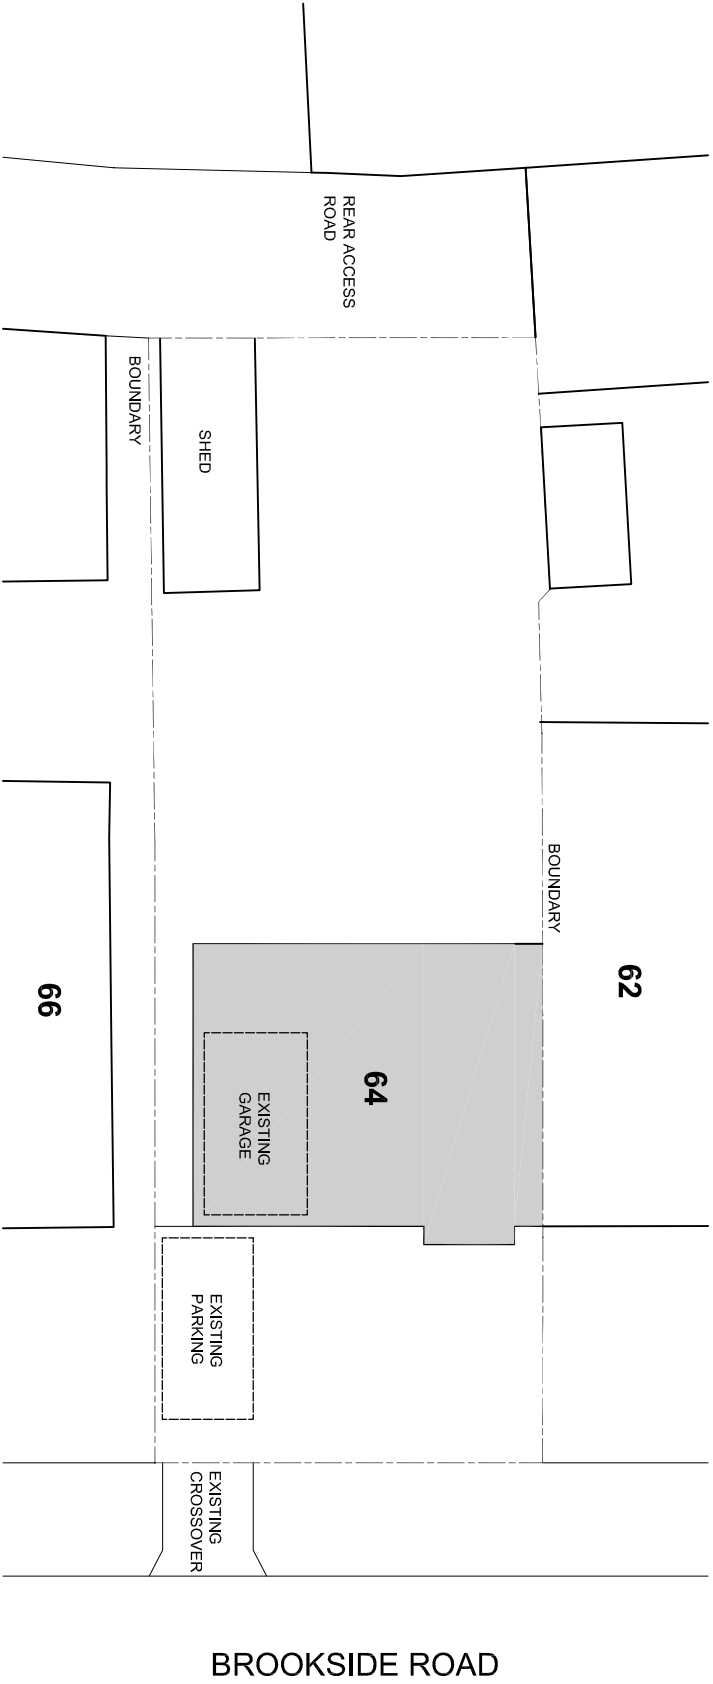 REAR ACCESS
ROAD
BOUNDARY
SHED
BOUNDARY
62
66
64
EXISTING
GARAGE
EXISTING
PARKING
EXISTING
CROSSOVER
BROOKSIDE ROAD